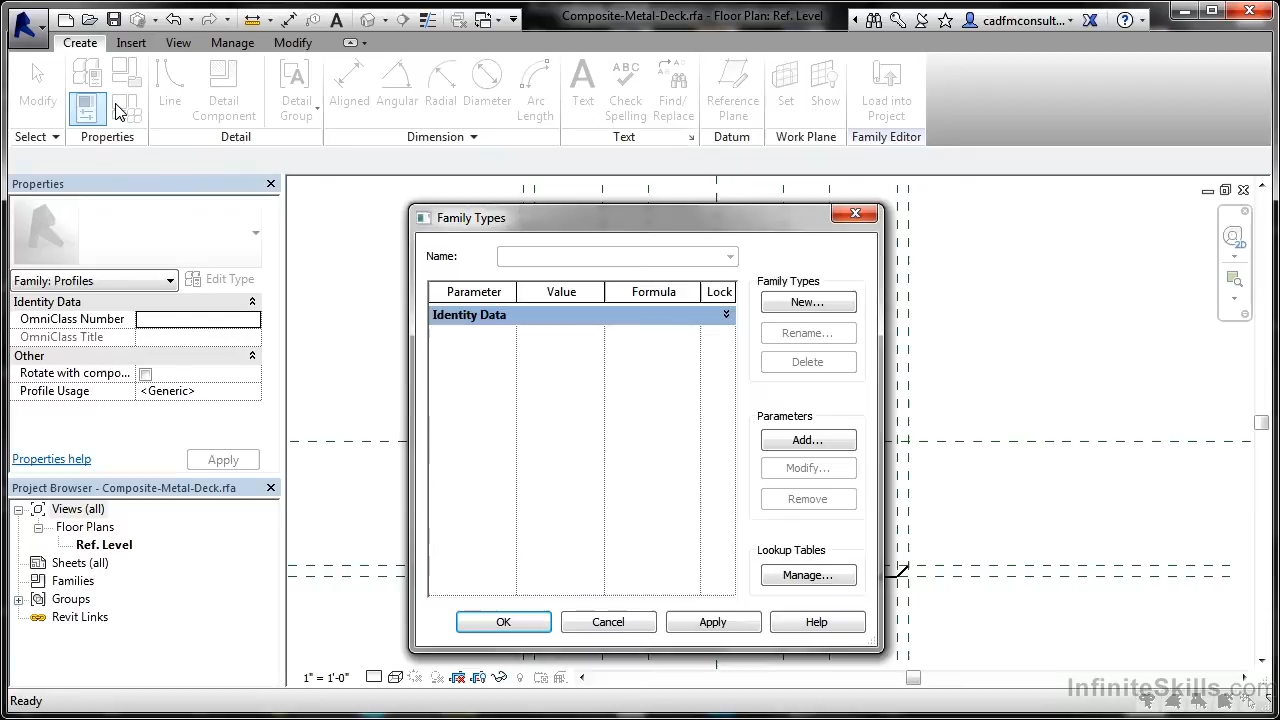 Composite-Metal-Deck.rfa - Floor Plan: Ref. Level
cadfmconsult...
Create Insert View Manage Modify
Modify
Line
Detail Component
Detail Group
Aligned Angular Radial Diameter Arc Length
Text Check Spelling Find/ Replace
Reference Plane
Set Show
Load into Project
Select Properties Detail Dimension Text Datum Work Plane Family Editor
Properties
Family: Profiles
Edit Type
Identity Data
OmniClass Number
OmniClass Title
Other
Rotate with compo...
Profile Usage <Generic>
Properties help
Apply
Project Browser - Composite-Metal-Deck.rfa
Views (all)
Floor Plans
Ref. Level
Sheets (all)
Families
Groups
Revit Links
Family Types
Name:
Parameter Value Formula Lock
Identity Data
Family Types
New...
Rename...
Delete
Parameters
Add...
Modify...
Remove
Lookup Tables
Manage...
OK Cancel Apply Help
2D
1" = 1'-0"
Ready
InfiniteSkills.com